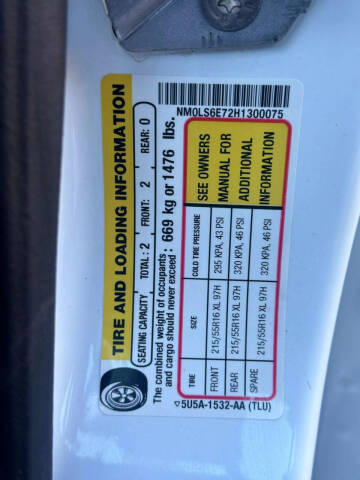 TIRE AND LOADING INFORMATION
SEATING CAPACITY TOTAL: 2 FRONT: 2 REAR: 0
The combined weight of occupants and cargo should never exceed: 669 kg or 1476 lbs.
TIRE SIZE COLD TIRE PRESSURE SEE OWNERS MANUAL FOR ADDITIONAL INFORMATION
FRONT 215/55R16 XL 97H 295 KPA, 43 PSI
REAR 215/55R16 XL 97H 320 KPA, 46 PSI
SPARE 215/55R16 XL 97H 320 KPA, 46 PSI
5U5A-1532-AA (TLU)
NM0LS6E72H1300075